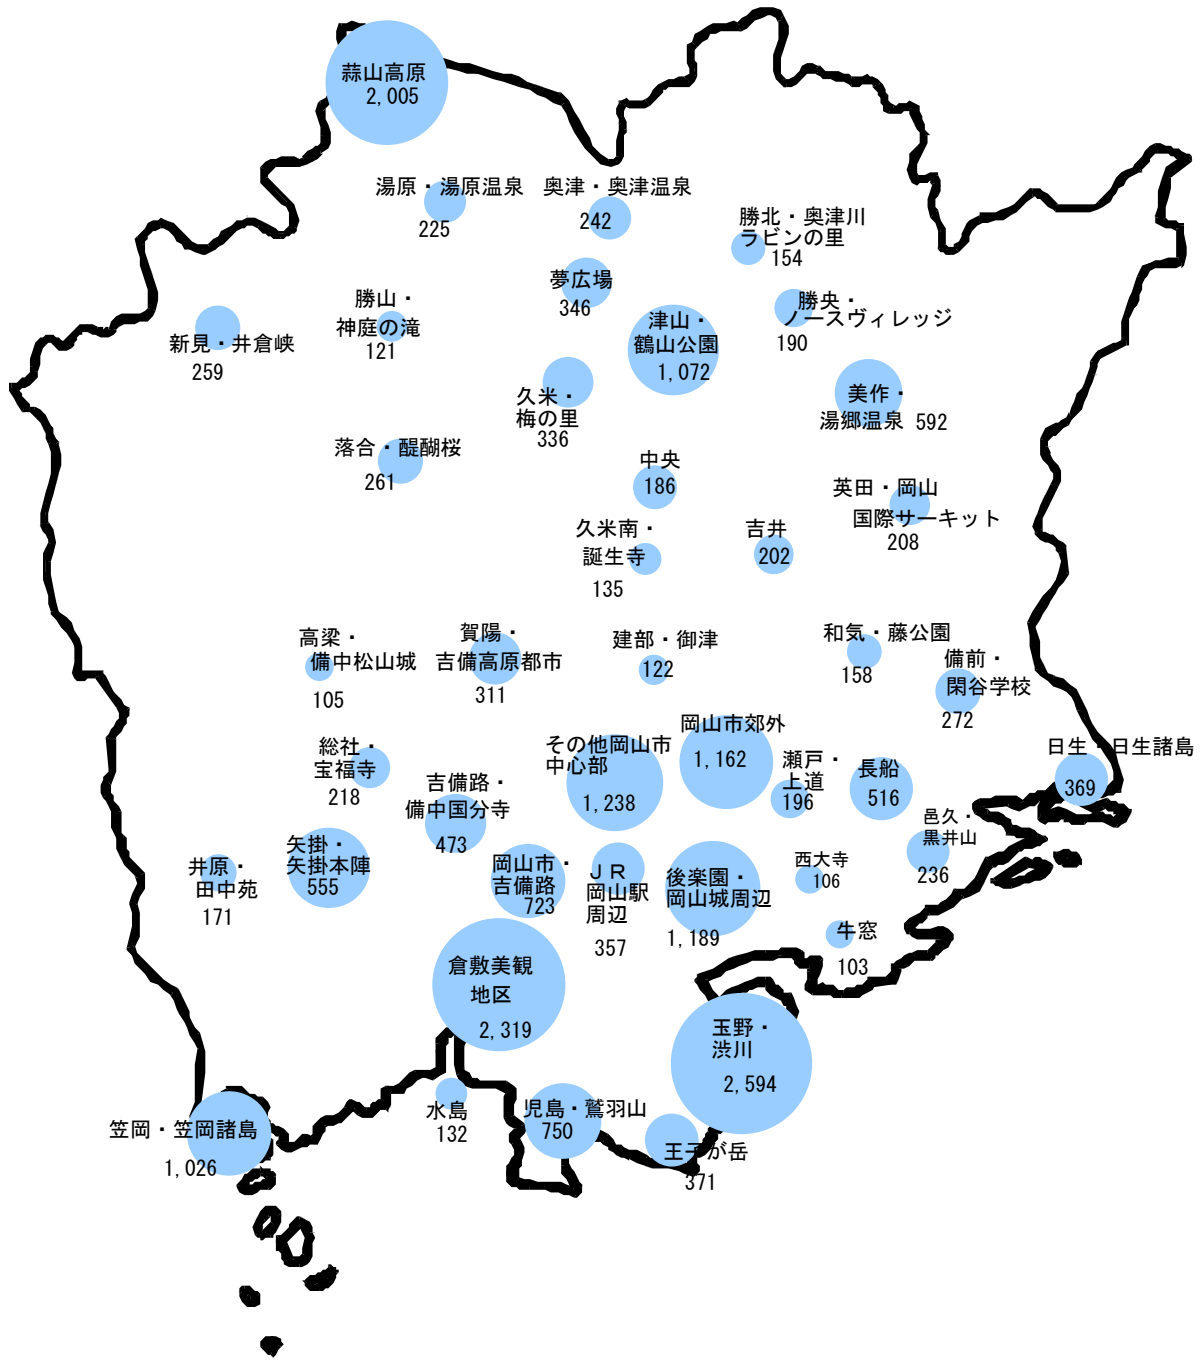 蒜山高原
2,005
湯原・湯原温泉
225
奥津・奥津温泉
242
勝北・奥津川
ラビンの里
154
夢広場
346
勝山・
神庭の滝
121
新見・井倉峡
259
津山・
鶴山公園
1,072
勝央・
ノースヴィレッジ
190
久米・
梅の里
336
美作・
湯郷温泉 592
落合・醍醐桜
261
中央
186
英田・岡山
国際サーキット
208
久米南・
誕生寺
135
吉井
202
高梁・
備中松山城
105
賀陽・
吉備高原都市
311
建部・御津
122
和気・藤公園
158
備前・
閑谷学校
272
総社・
宝福寺
218
吉備路・
備中国分寺
473
その他岡山市
中心部
1,238
岡山市郊外
1,162
瀬戸・
上道
196
長船
516
日生・日生諸島
369
邑久・
黒井山
236
井原・
田中苑
171
矢掛・
矢掛本陣
555
岡山市・
吉備路
723
JR
岡山駅
周辺
357
後楽園・
岡山城周辺
1,189
西大寺
106
牛窓
103
倉敷美観
地区
2,319
玉野・
渋川
2,594
水島
132
児島・鷲羽山
750
王子が岳
371
笠岡・笠岡諸島
1,026